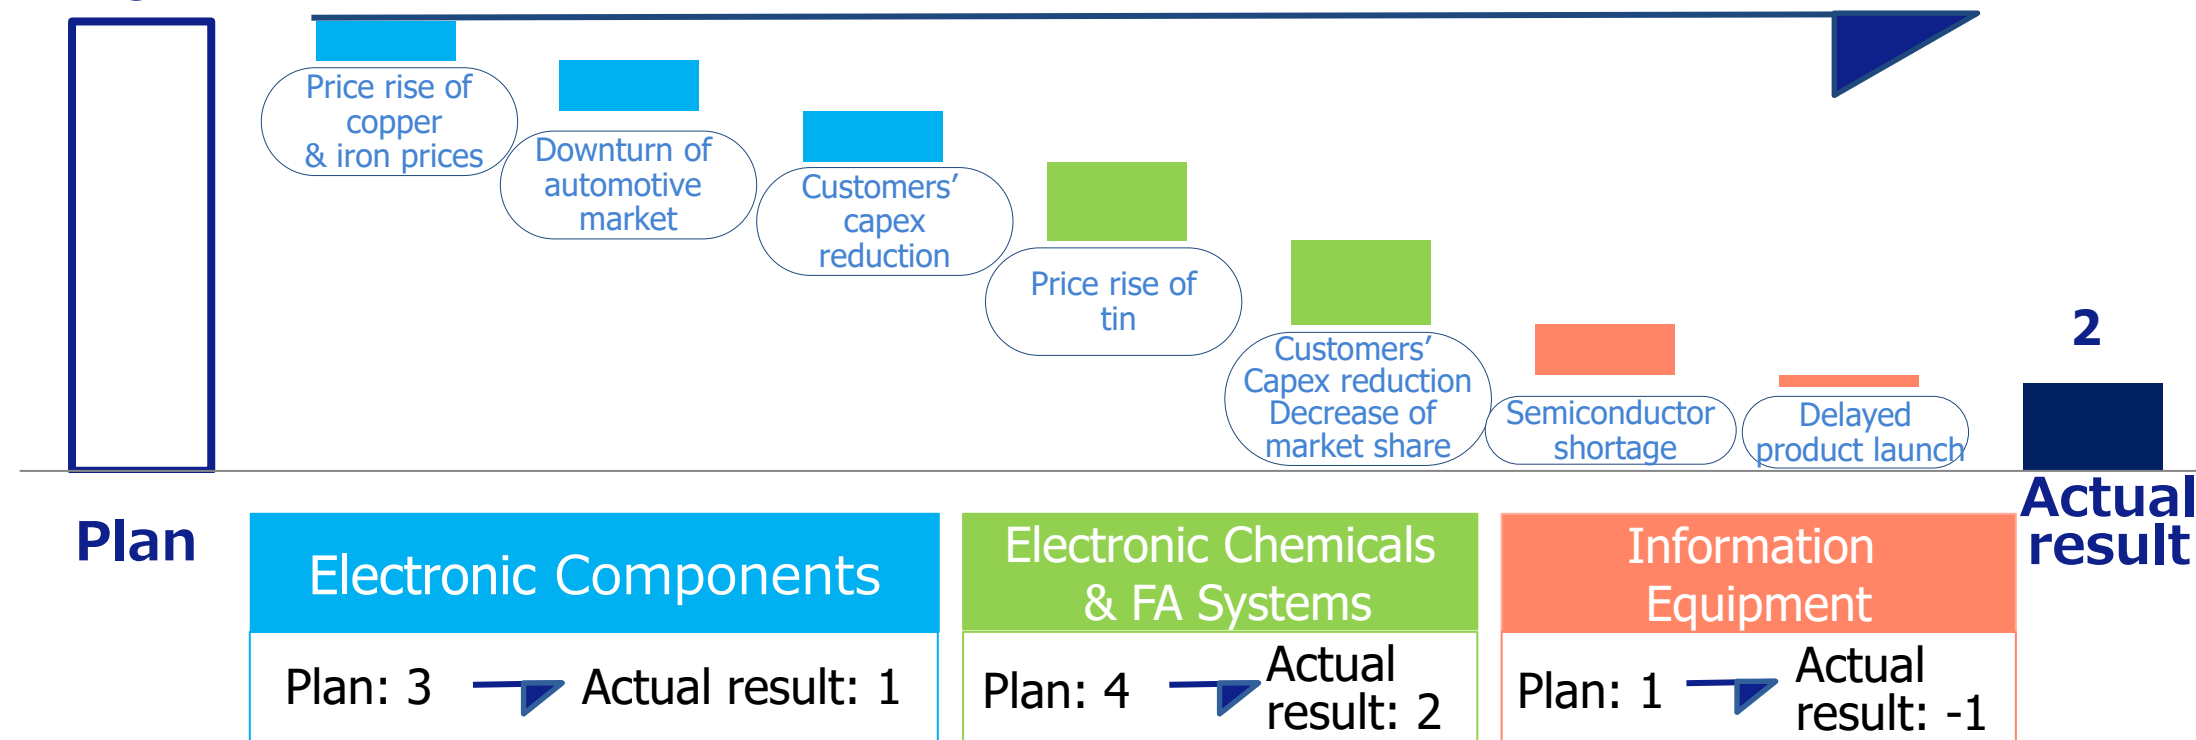 Price rise of
copper
& iron prices
Downturn of
automotive
market
Customers’
capex
reduction
Price rise of
tin
Customers’
Capex reduction
Decrease of
market share
Semiconductor
shortage
Delayed
product launch
2
Plan
Actual
result
Electronic Components
Plan: 3
Actual result: 1
Electronic Chemicals
& FA Systems
Plan: 4
Actual
result: 2
Information
Equipment
Plan: 1
Actual
result: -1